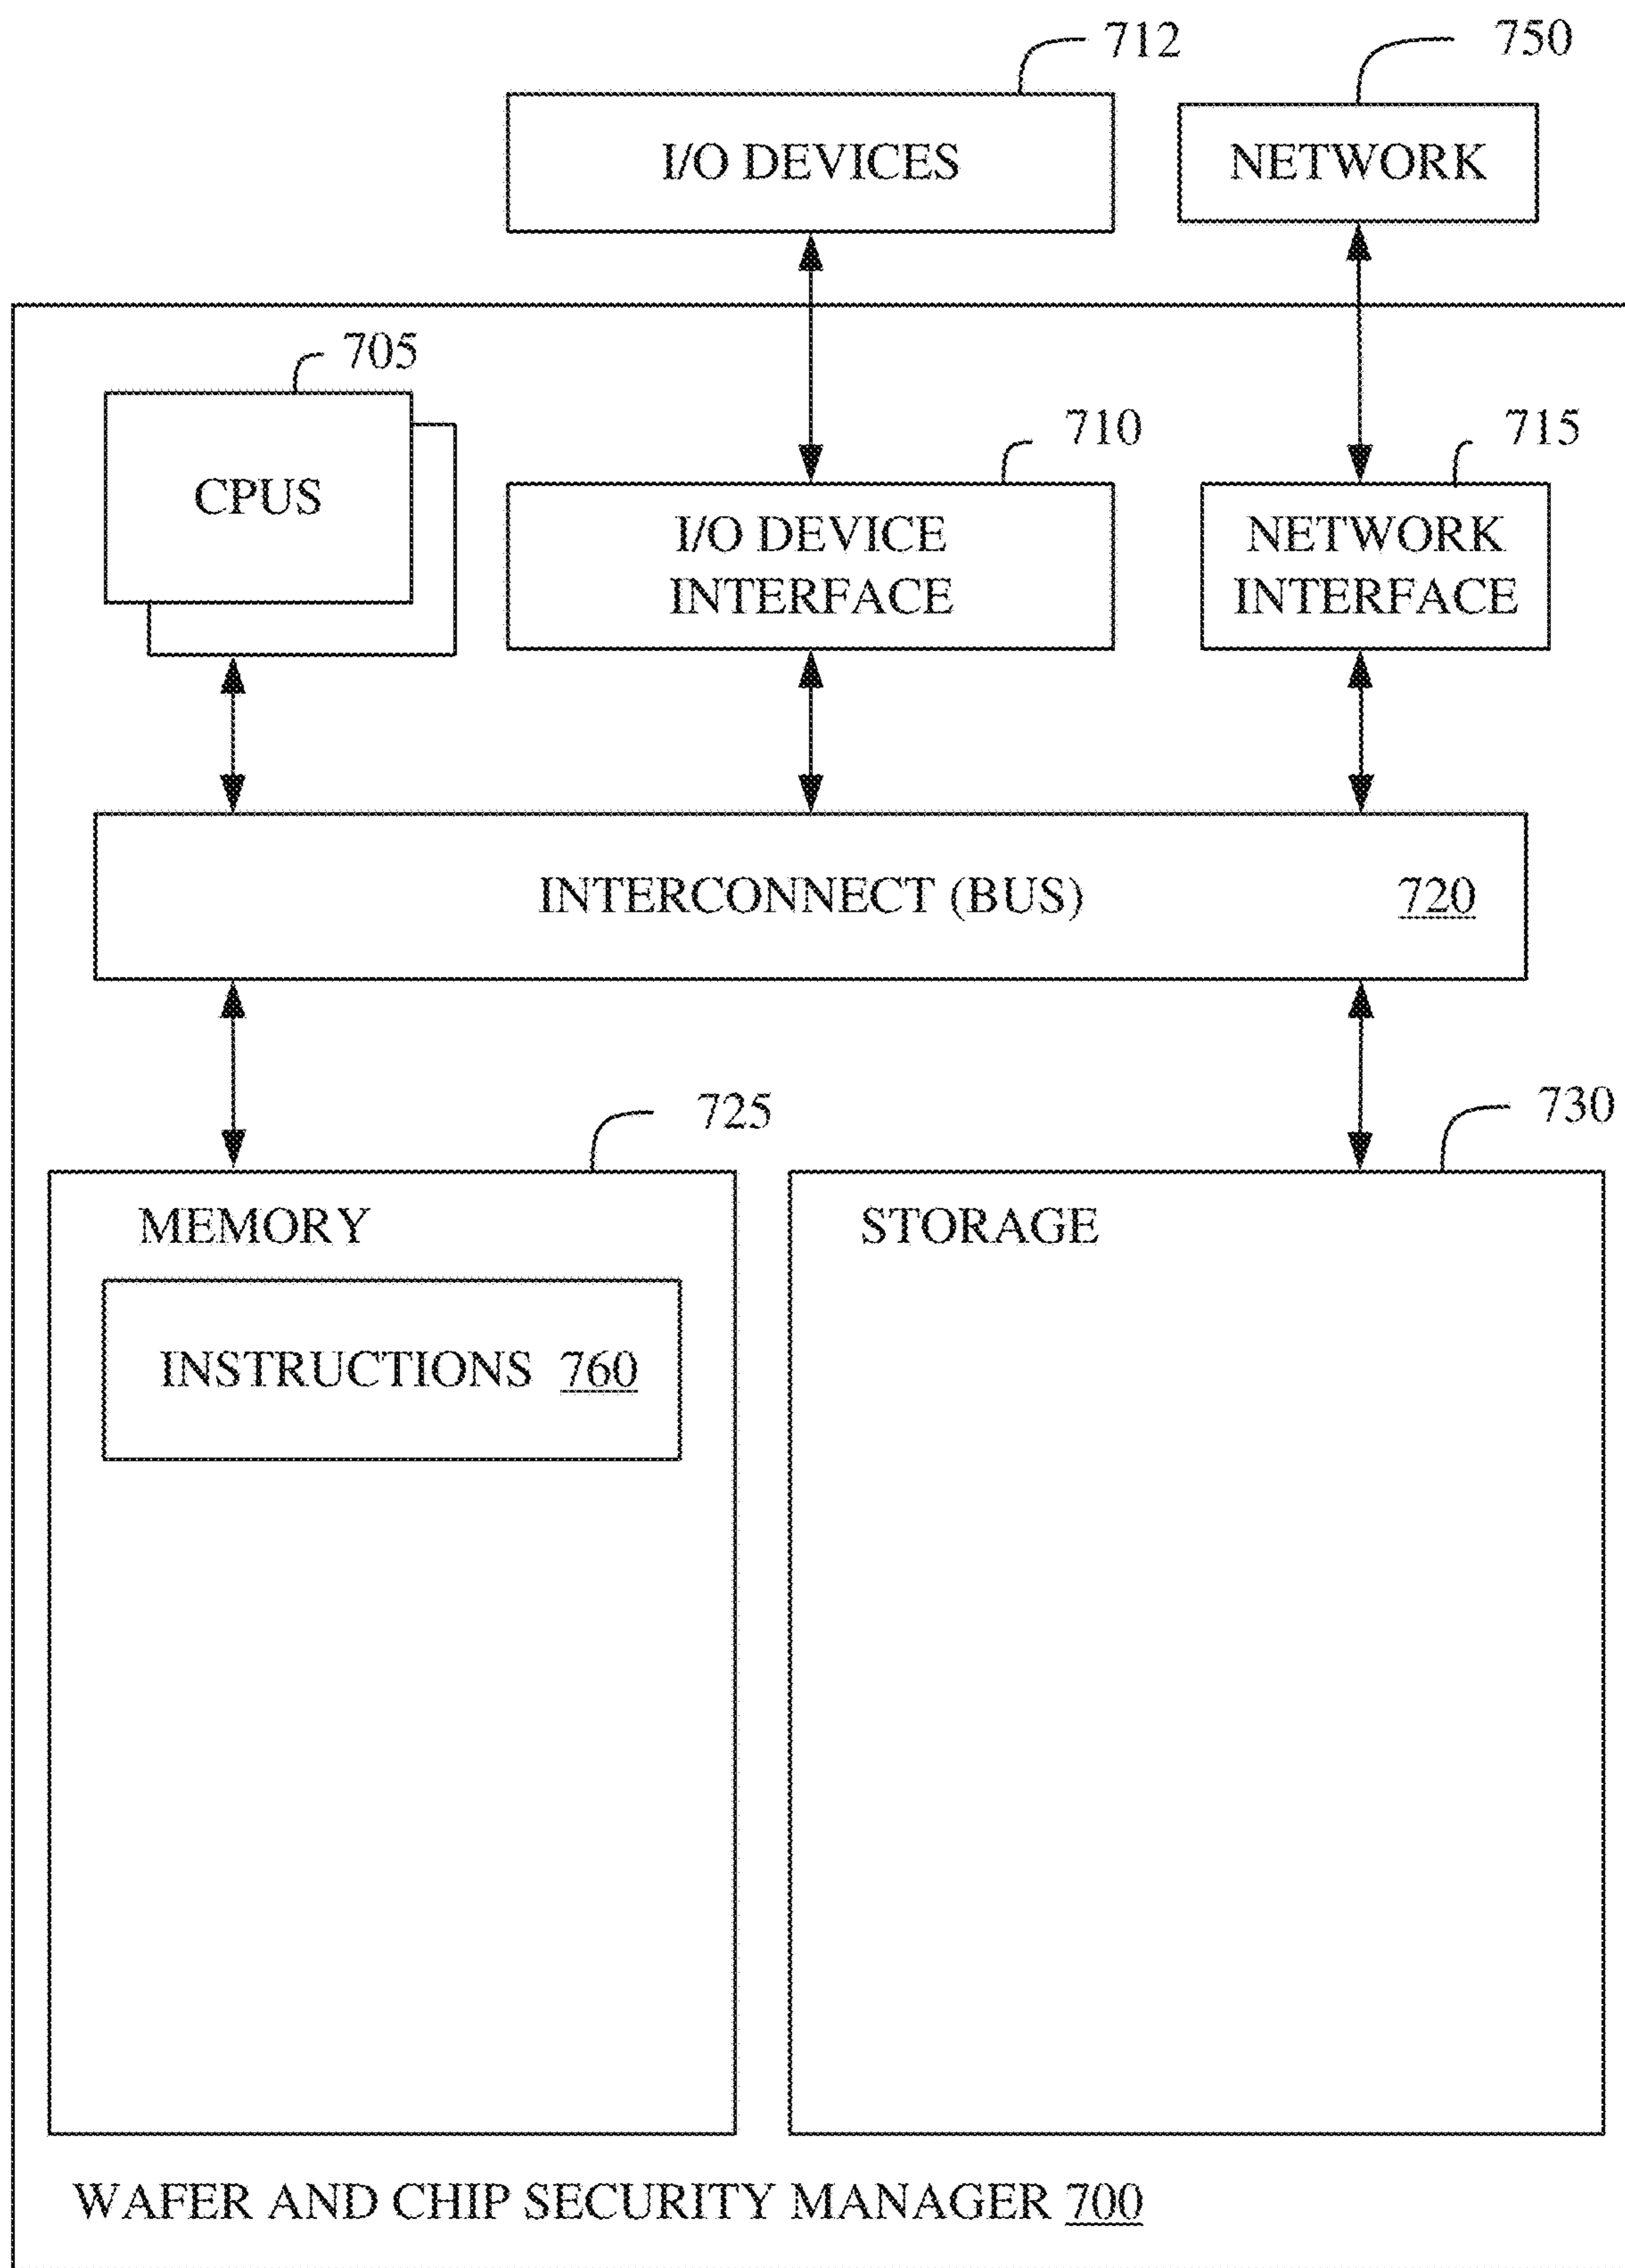 712
750
I/O DEVICES
NETWORK
705
710
715
CPUS
I/O DEVICE
INTERFACE
NETWORK
INTERFACE
INTERCONNECT (BUS) 720
725
730
MEMORY
STORAGE
INSTRUCTIONS 760
WAFER AND CHIP SECURITY MANAGER 700